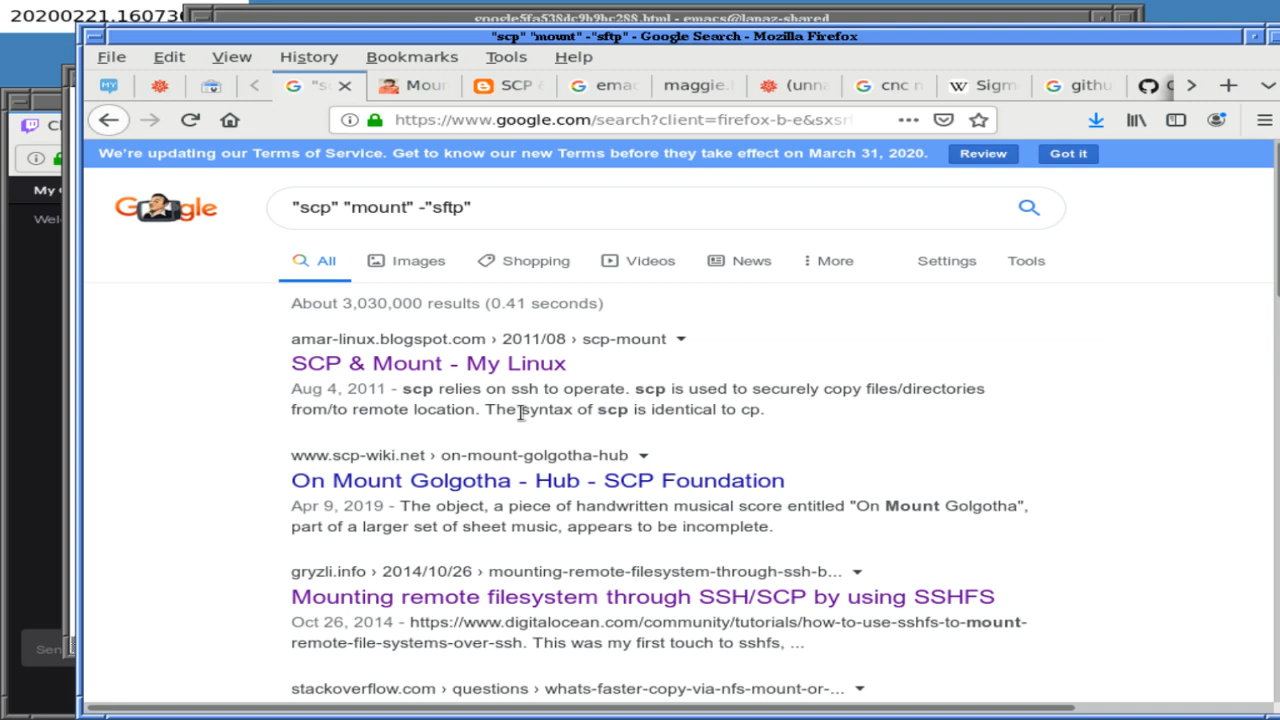 20200221.16073
google5fa538dc9b9bc288.html - emacs@lapaz-shared
"scp" "mount" -"sftp" - Google Search - Mozilla Firefox
File Edit View History Bookmarks Tools Help
MY "s Mour SCP & emac maggie. (unn cnc r W Sigm githu
https://www.google.com/search?client=firefox-b-e&sxsr
We're updating our Terms of Service. Get to know our new Terms before they take effect on March 31, 2020. Review Got it
My
Wel
Google
"scp" "mount" -"sftp"
All Images Shopping Videos News More Settings Tools
About 3,030,000 results (0.41 seconds)
amar-linux.blogspot.com › 2011/08 › scp-mount
SCP & Mount - My Linux
Aug 4, 2011 - scp relies on ssh to operate. scp is used to securely copy files/directories
from/to remote location. The syntax of scp is identical to cp.
www.scp-wiki.net › on-mount-golgotha-hub
On Mount Golgotha - Hub - SCP Foundation
Apr 9, 2019 - The object, a piece of handwritten musical score entitled "On Mount Golgotha",
part of a larger set of sheet music, appears to be incomplete.
gryzli.info › 2014/10/26 › mounting-remote-filesystem-through-ssh-b...
Mounting remote filesystem through SSH/SCP by using SSHFS
Oct 26, 2014 - https://www.digitalocean.com/community/tutorials/how-to-use-sshfs-to-mount-
remote-file-systems-over-ssh. This was my first touch to sshfs, ...
Sen
stackoverflow.com › questions › whats-faster-copy-via-nfs-mount-or-...